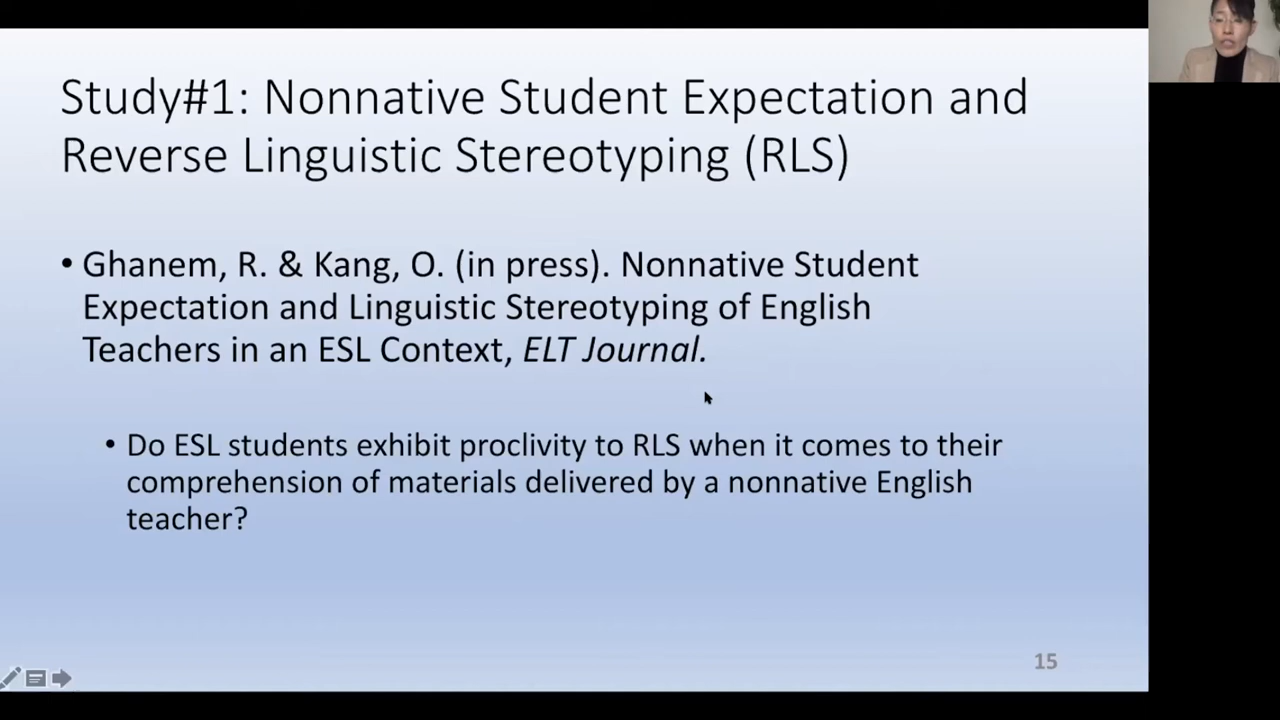 Study#1: Nonnative Student Expectation and
Reverse Linguistic Stereotyping (RLS)
• Ghanem, R. & Kang, O. (in press). Nonnative Student
Expectation and Linguistic Stereotyping of English
Teachers in an ESL Context, ELT Journal.
• Do ESL students exhibit proclivity to RLS when it comes to their
comprehension of materials delivered by a nonnative English
teacher?
15